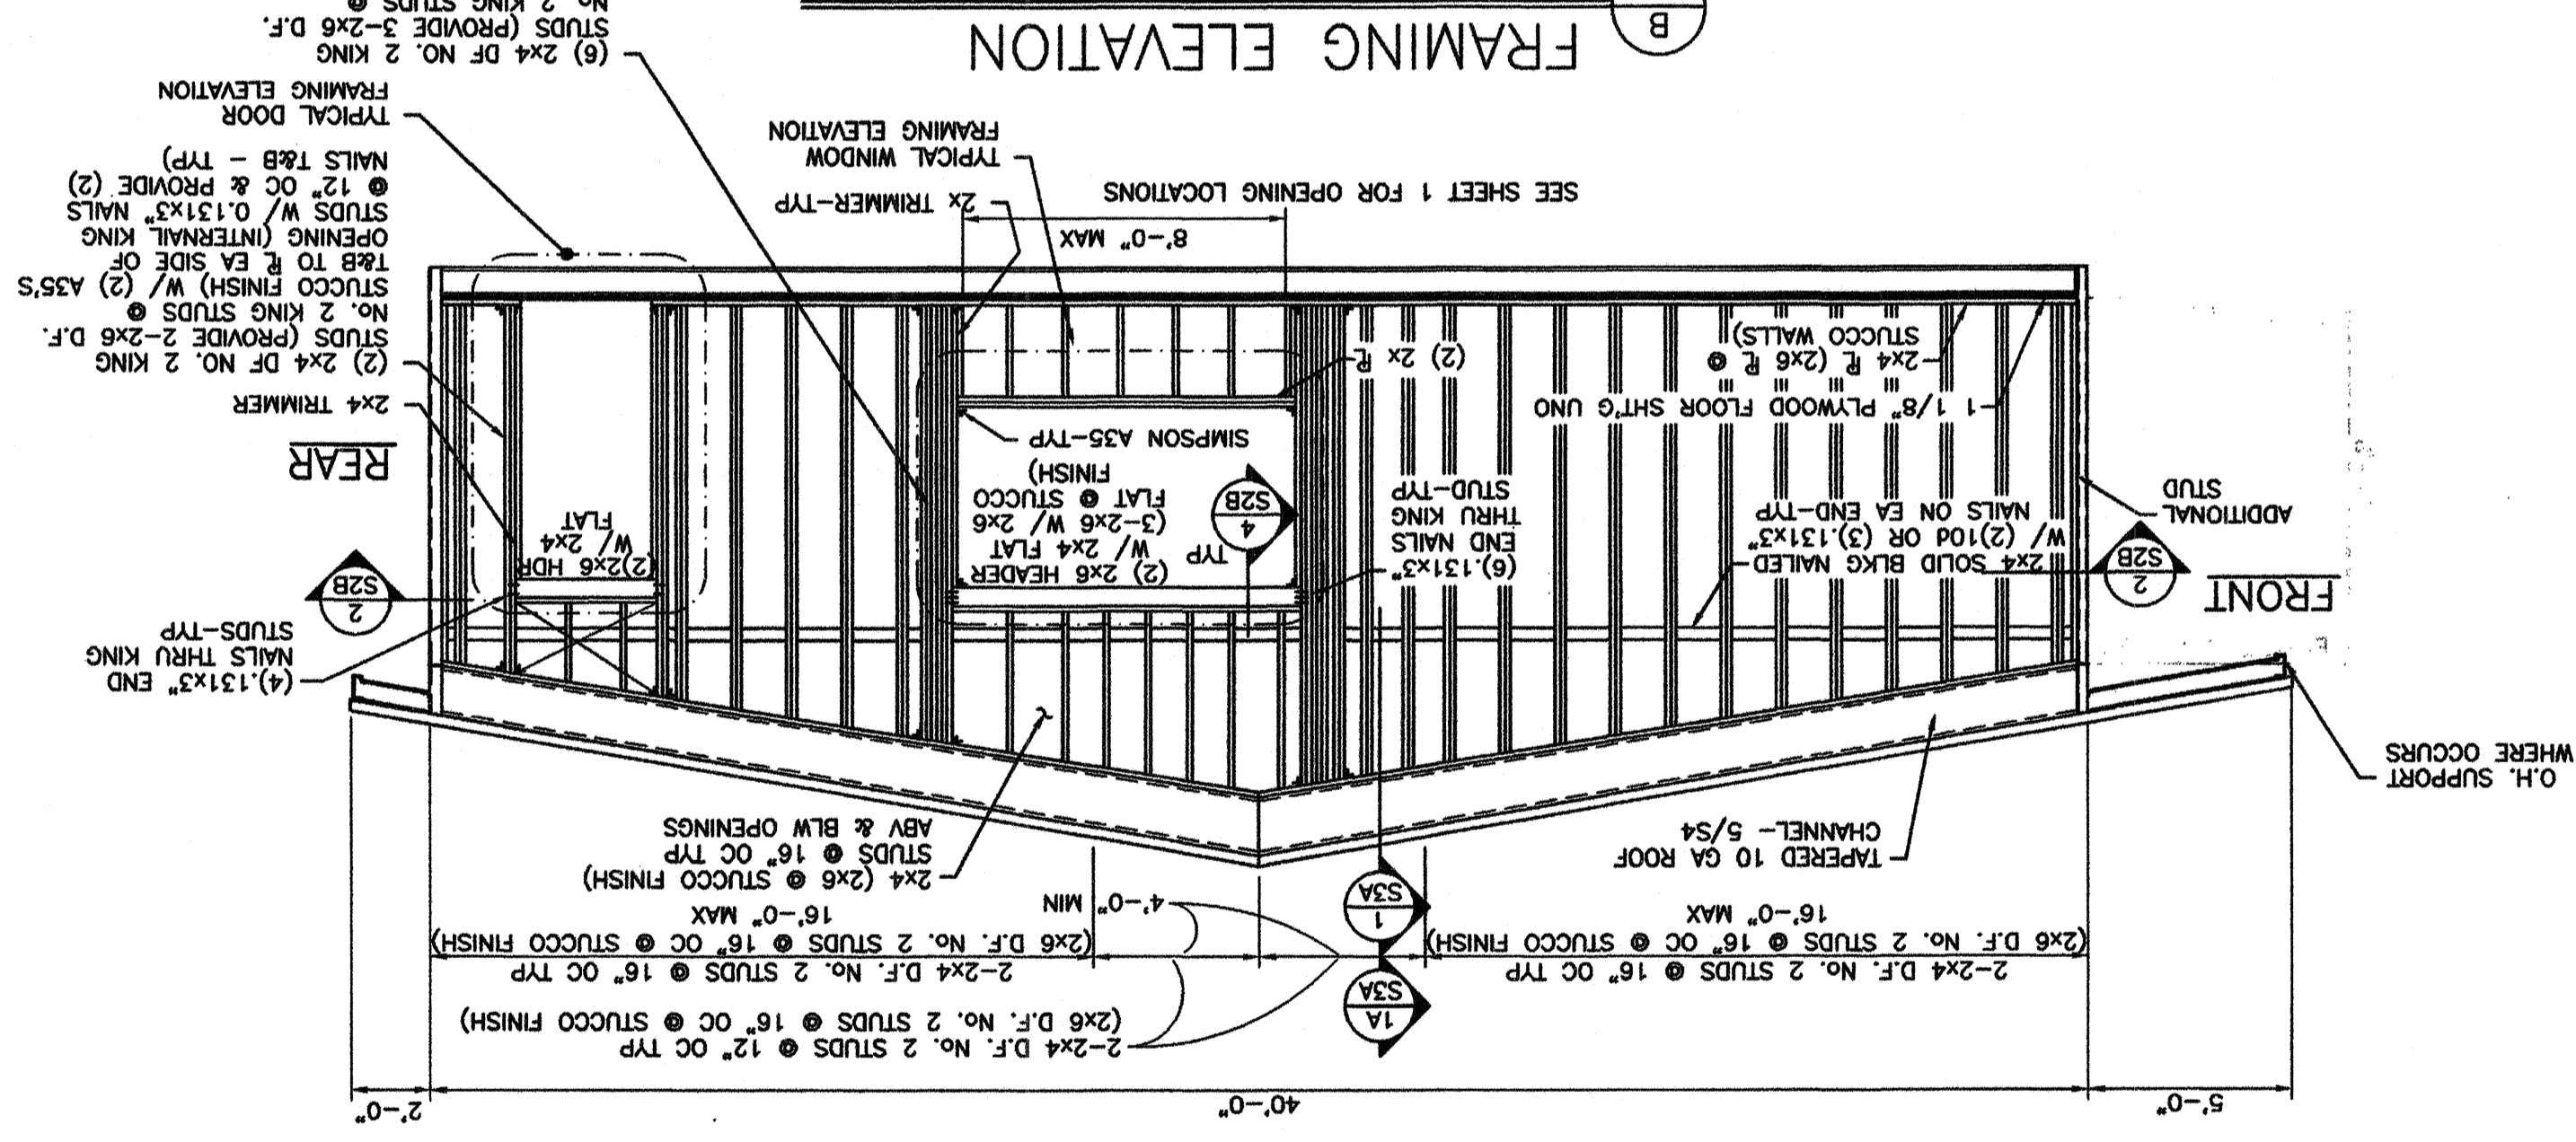 5'-0"
40'-0"
2'-0"
2-2x4 D.F. No. 2 STUDS @ 12" OC TYP
(2x6 D.F. No. 2 STUDS @ 16" OC @ STUCCO FINISH)
1A
S3A
2-2x4 D.F. No. 2 STUDS @ 16" OC TYP
(2x6 D.F. No. 2 STUDS @ 16" OC @ STUCCO FINISH)
16'-0" MAX
2-2x4 D.F. No. 2 STUDS @ 16" OC TYP
(2x6 D.F. No. 2 STUDS @ 16" OC @ STUCCO FINISH)
16'-0" MAX
1
S3A
4'-0" MIN
2x4 (2x6 @ STUCCO FINISH)
STUDS @ 16" OC TYP
ABV & BLW OPENINGS
TAPERED 10 GA ROOF
CHANNEL- 5/S4
O.H. SUPPORT
WHERE OCCURS
(4).131x3" END
NAILS THRU KING
STUDS-TYP
FRONT
2
S2B
2
S2B
ADDITIONAL
STUD
2x4 SOLID BLKG NAILED
W/ (2)10d OR (3).131x3"
NAILS ON EA END-TYP
(6).131x3"
END NAILS
THRU KING
STUD-TYP
TYP
4
S2B
(2) 2x6 HEADER
W/ 2x4 FLAT
(3-2x6 W/ 2x6
FLAT @ STUCCO
FINISH)
(2)2x6 HDR
W/ 2x4
FLAT
REAR
SIMPSON A35-TYP
1 1/8" PLYWOOD FLOOR SHT'G UNO
2x4 PL (2x6 PL @
STUCCO WALLS)
(2) 2x PL
2x4 TRIMMER
(2) 2x4 DF NO. 2 KING
STUDS (PROVIDE 2-2x6 D.F.
No. 2 KING STUDS @
STUCCO FINISH) W/ (2) A35'S
T&B TO PL EA SIDE OF
OPENING (INTERNAIL KING
STUDS W/ 0.131x3" NAILS
@ 12" OC & PROVIDE (2)
NAILS T&B - TYP)
8'-0" MAX
SEE SHEET 1 FOR OPENING LOCATIONS
2x TRIMMER-TYP
TYPICAL WINDOW
FRAMING ELEVATION
TYPICAL DOOR
FRAMING ELEVATION
(6) 2x4 DF NO. 2 KING
STUDS (PROVIDE 3-2x6 D.F.
No. 2 KING STUDS @
B
FRAMING ELEVATION